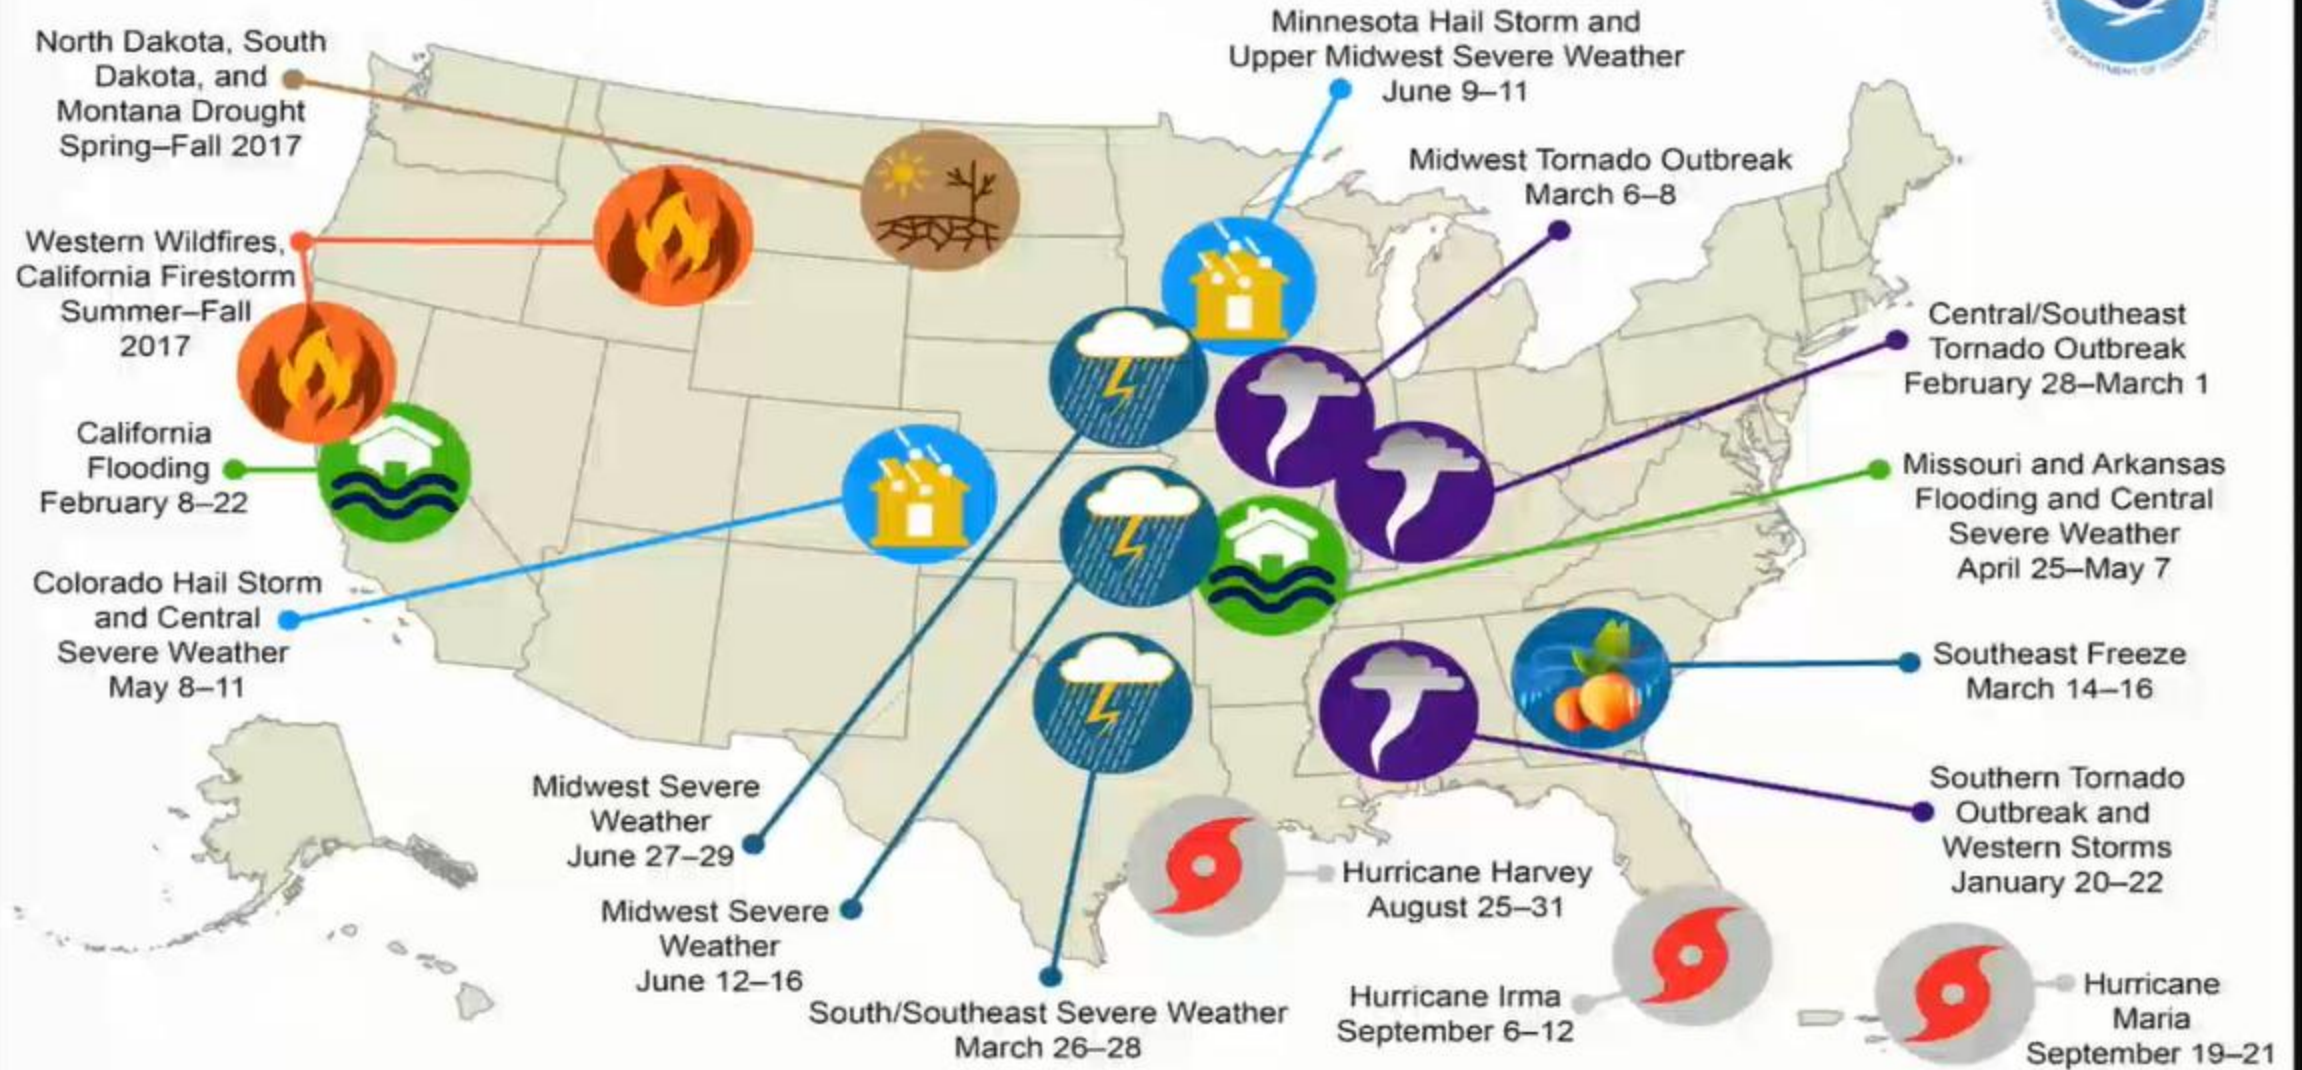 North Dakota, South
Dakota, and
Montana Drought
Spring–Fall 2017
Minnesota Hail Storm and
Upper Midwest Severe Weather
June 9–11
Midwest Tornado Outbreak
March 6–8
Western Wildfires,
California Firestorm
Summer–Fall
2017
Central/Southeast
Tornado Outbreak
February 28–March 1
California
Flooding
February 8–22
Missouri and Arkansas
Flooding and Central
Severe Weather
April 25–May 7
Colorado Hail Storm
and Central
Severe Weather
May 8–11
Southeast Freeze
March 14–16
Midwest Severe
Weather
June 27–29
Southern Tornado
Outbreak and
Western Storms
January 20–22
Midwest Severe
Weather
June 12–16
Hurricane Harvey
August 25–31
South/Southeast Severe Weather
March 26–28
Hurricane Irma
September 6–12
Hurricane
Maria
September 19–21